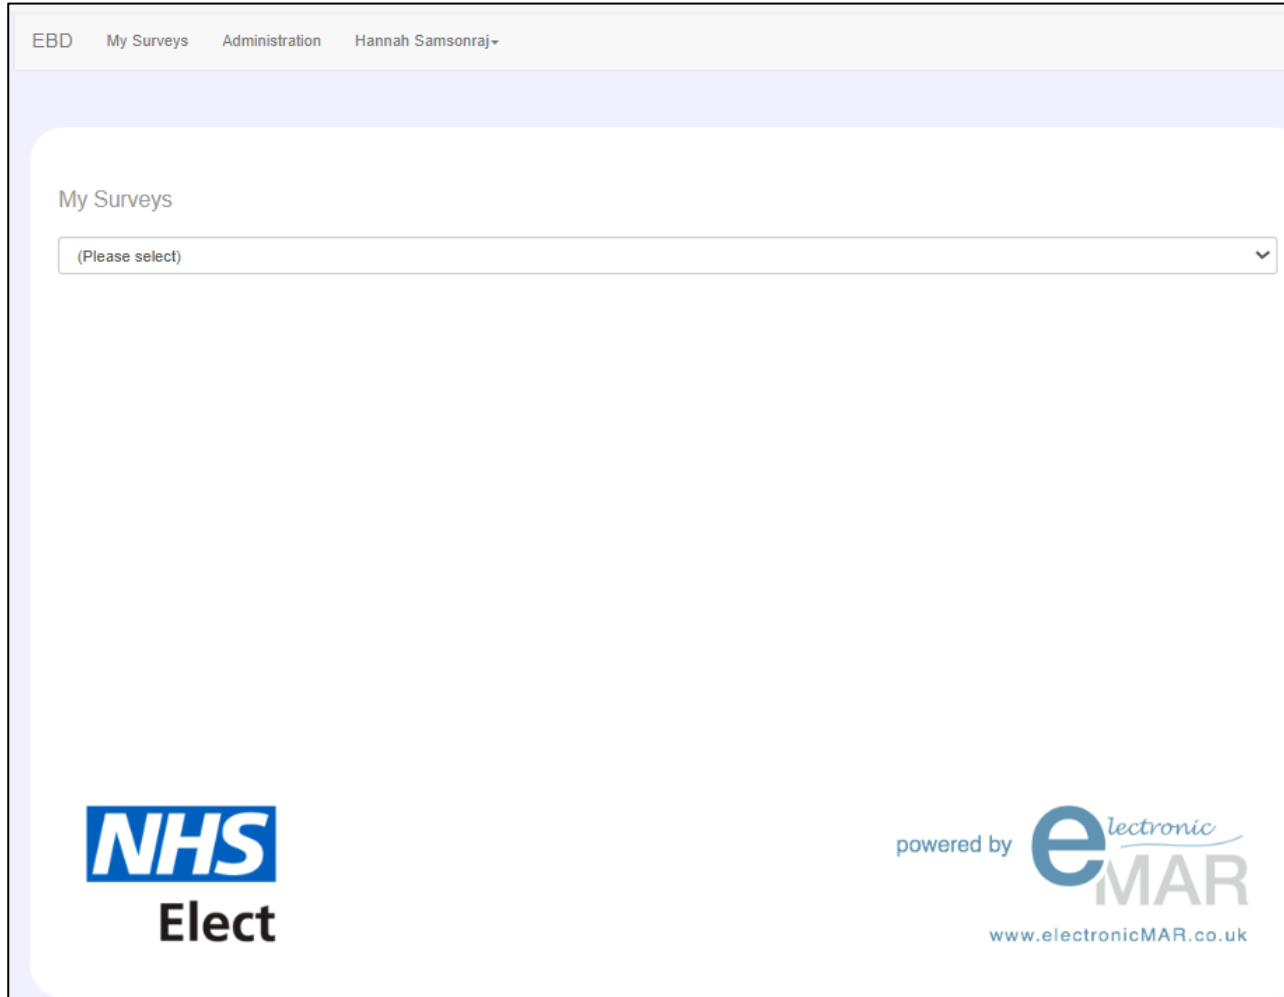 EBD My Surveys Administration Hannah Samsonraj
My Surveys
(Please select)
NHS
Elect
powered by electronic
MAR
www.electronicMAR.co.uk